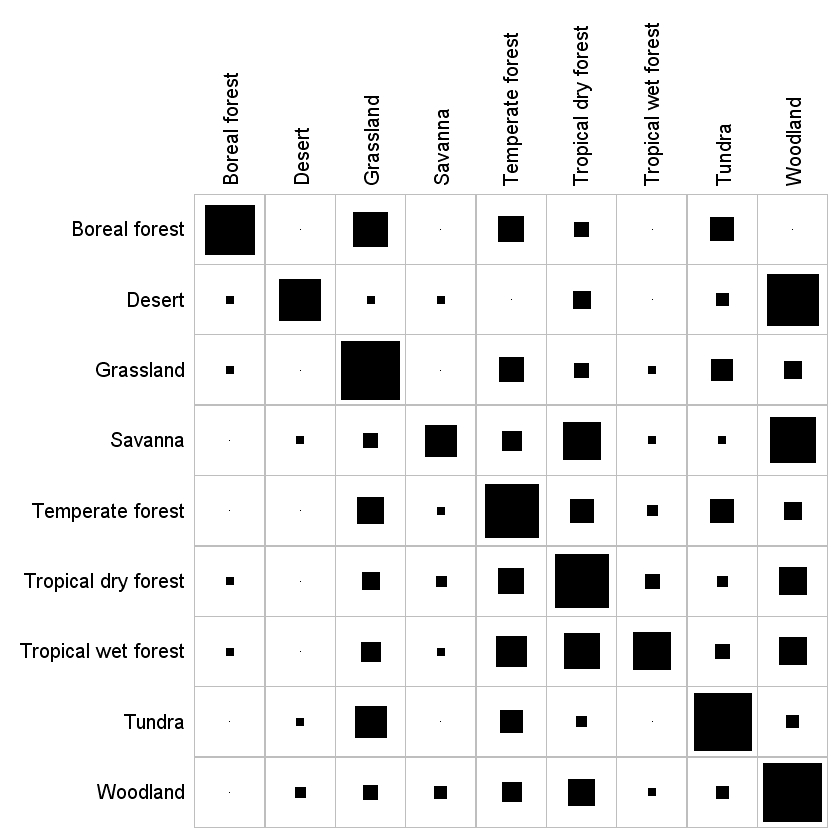 Boreal forest
Desert
Grassland
Savanna
Temperate forest
Tropical dry forest
Tropical wet forest
Tundra
Woodland
Boreal forest
Desert
Grassland
Savanna
Temperate forest
Tropical dry forest
Tropical wet forest
Tundra
Woodland